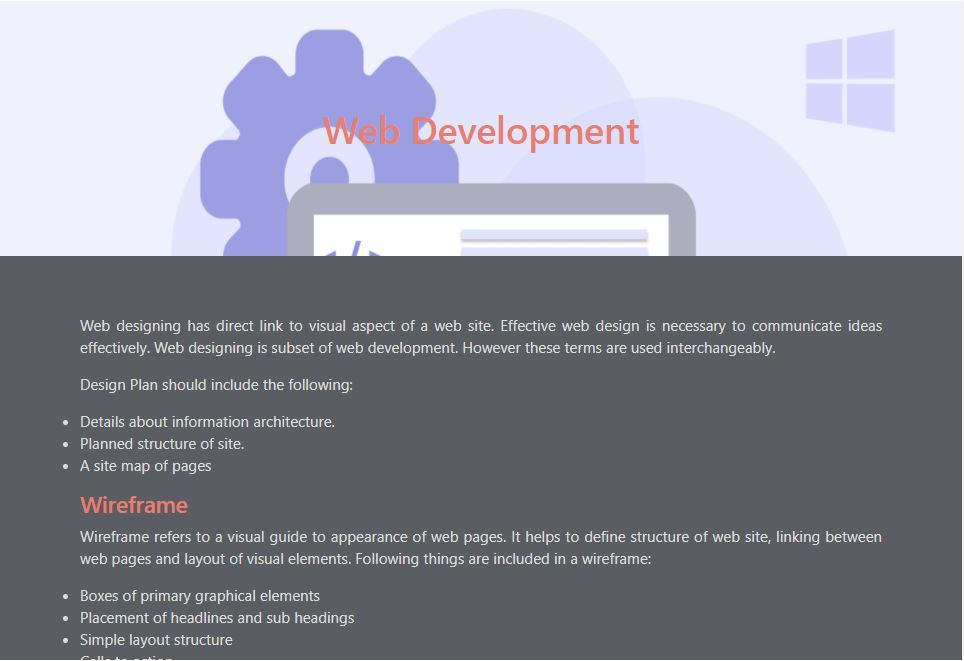 Web Development
</>
Web designing has direct link to visual aspect of a web site. Effective web design is necessary to communicate ideas
effectively. Web designing is subset of web development. However these terms are used interchangeably.
Design Plan should include the following:
Details about information architecture.
Planned structure of site.
A site map of pages
Wireframe
Wireframe refers to a visual guide to appearance of web pages. It helps to define structure of web site, linking between
web pages and layout of visual elements. Following things are included in a wireframe:
Boxes of primary graphical elements
Placement of headlines and sub headings
Simple layout structure
Calls to action